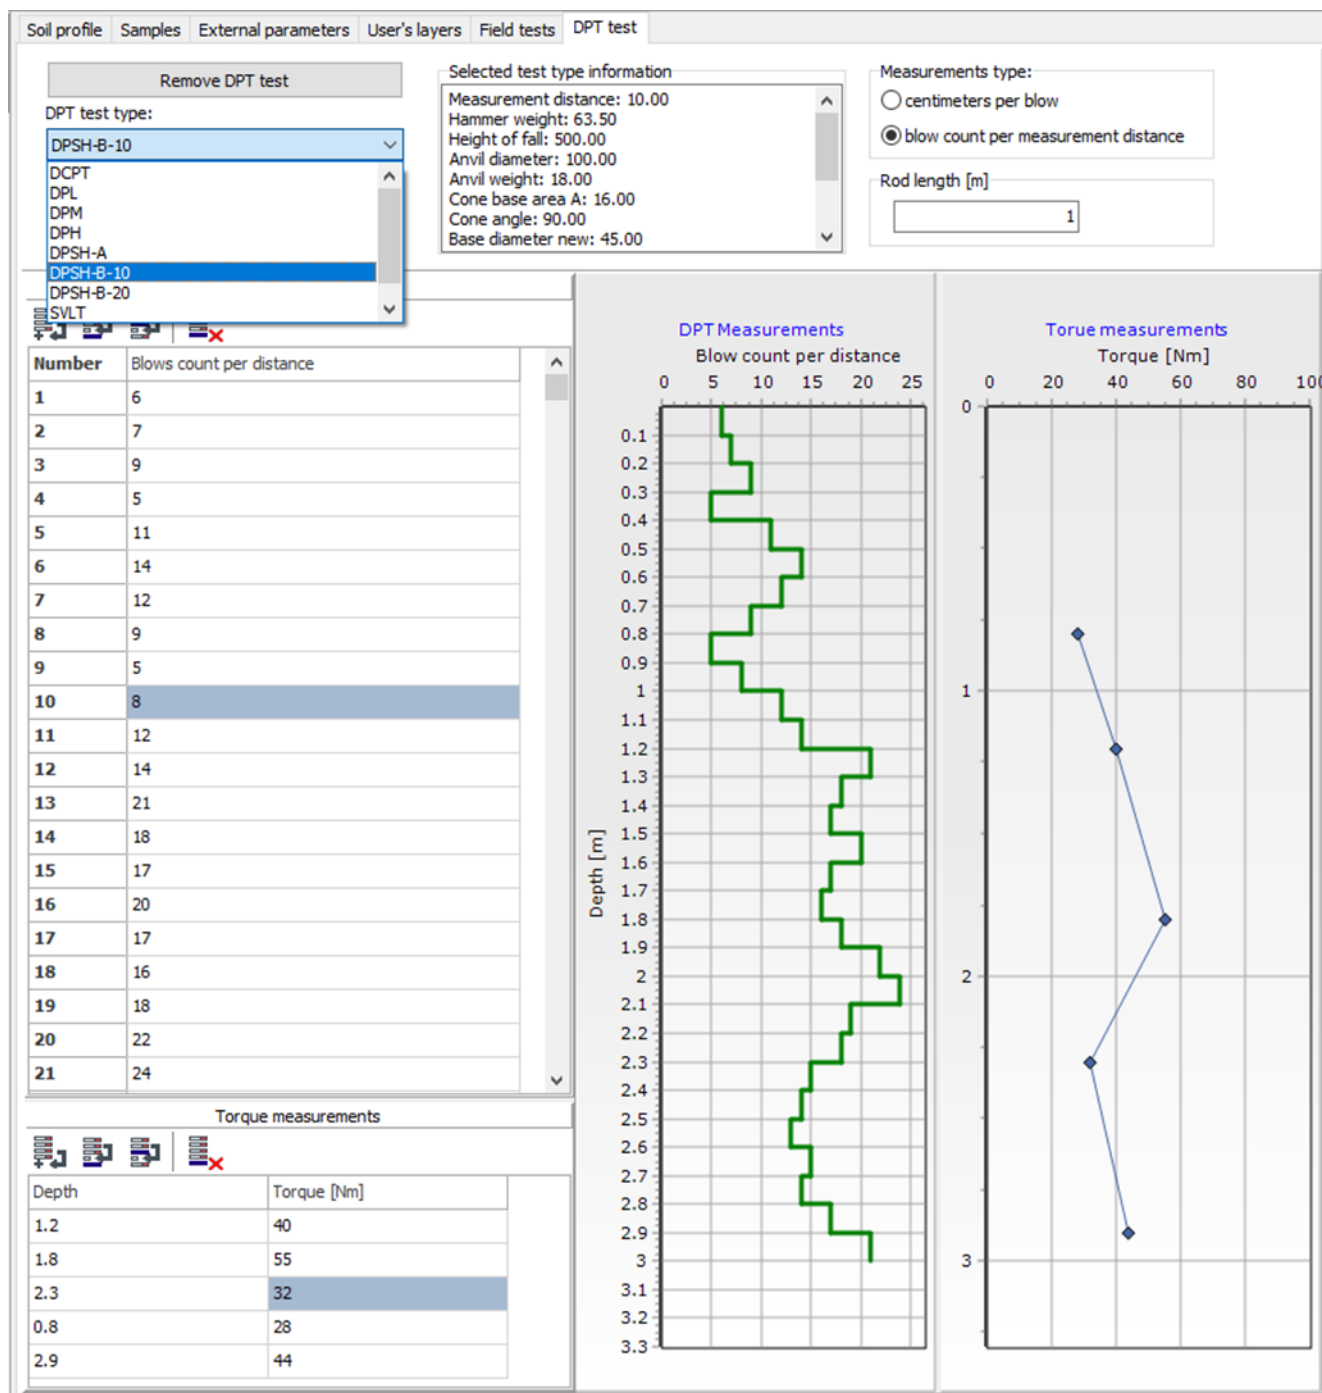 Soil profile Samples External parameters User's layers Field tests DPT test
Remove DPT test
DPT test type:
DPSH-B-10
DCPT
DPL
DPM
DPH
DPSH-A
DPSH-B-10
DPSH-B-20
SVLT
Selected test type information
Measurement distance: 10.00
Hammer weight: 63.50
Height of fall: 500.00
Anvil diameter: 100.00
Anvil weight: 18.00
Cone base area A: 16.00
Cone angle: 90.00
Base diameter new: 45.00
Measurements type:
centimeters per blow
blow count per measurement distance
Rod length [m]
1
Number Blows count per distance
1 6
2 7
3 9
4 5
5 11
6 14
7 12
8 9
9 5
10 8
11 12
12 14
13 21
14 18
15 17
16 20
17 17
18 16
19 18
20 22
21 24
Torque measurements
Depth Torque [Nm]
1.2 40
1.8 55
2.3 32
0.8 28
2.9 44
DPT Measurements
Blow count per distance
0 5 10 15 20 25
0.1
0.2
0.3
0.4
0.5
0.6
0.7
0.8
0.9
1
1.1
1.2
1.3
1.4
1.5
1.6
1.7
1.8
1.9
2
2.1
2.2
2.3
2.4
2.5
2.6
2.7
2.8
2.9
3
3.1
3.2
3.3
Depth [m]
Torue measurements
Torque [Nm]
0 20 40 60 80 100
0
1
2
3